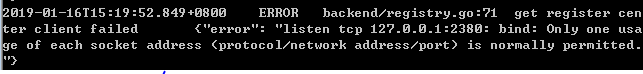 2019-01-16T15:19:52.849+0800    ERROR   backend/registry.go:71  get register cen
ter client failed       {"error": "listen tcp 127.0.0.1:2380: bind: Only one usa
ge of each socket address (protocol/network address/port) is normally permitted.
"}